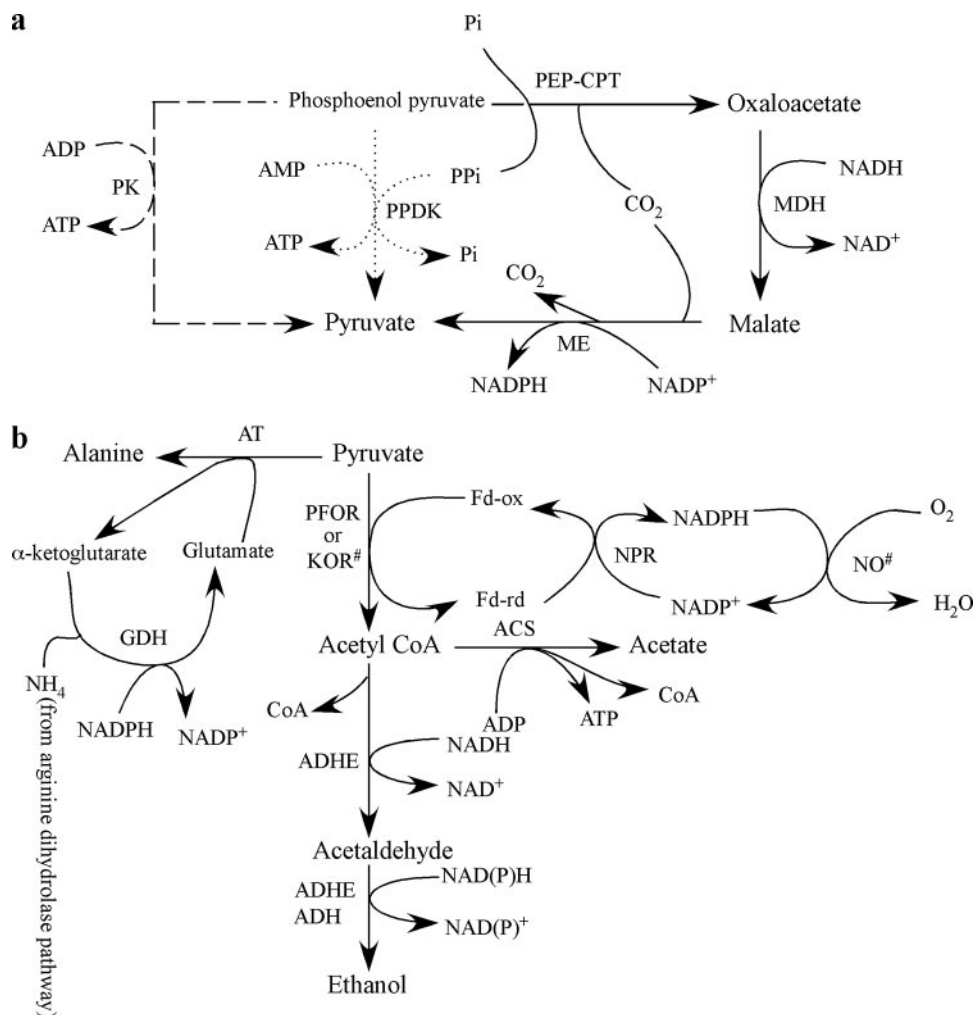 a
Pi
PEP-CPT
Phosphoenol pyruvate
Oxaloacetate
ADP
PK
ATP
AMP
PPi
PPDK
ATP
Pi
CO2
NADH
MDH
NAD+
CO2
Pyruvate
ME
Malate
NADPH
NADP+
b
Alanine
AT
Pyruvate
PFOR
or
KOR#
Fd-ox
NADPH
O2
α-ketoglutarate
Glutamate
NPR
NO#
Fd-rd
NADP+
H2O
GDH
Acetyl CoA
ACS
Acetate
NH4
(from arginine dihydrolase pathway)
NADPH
NADP+
CoA
ADP
ATP
CoA
ADHE
NADH
NAD+
Acetaldehyde
ADHE
ADH
NAD(P)H
NAD(P)+
Ethanol